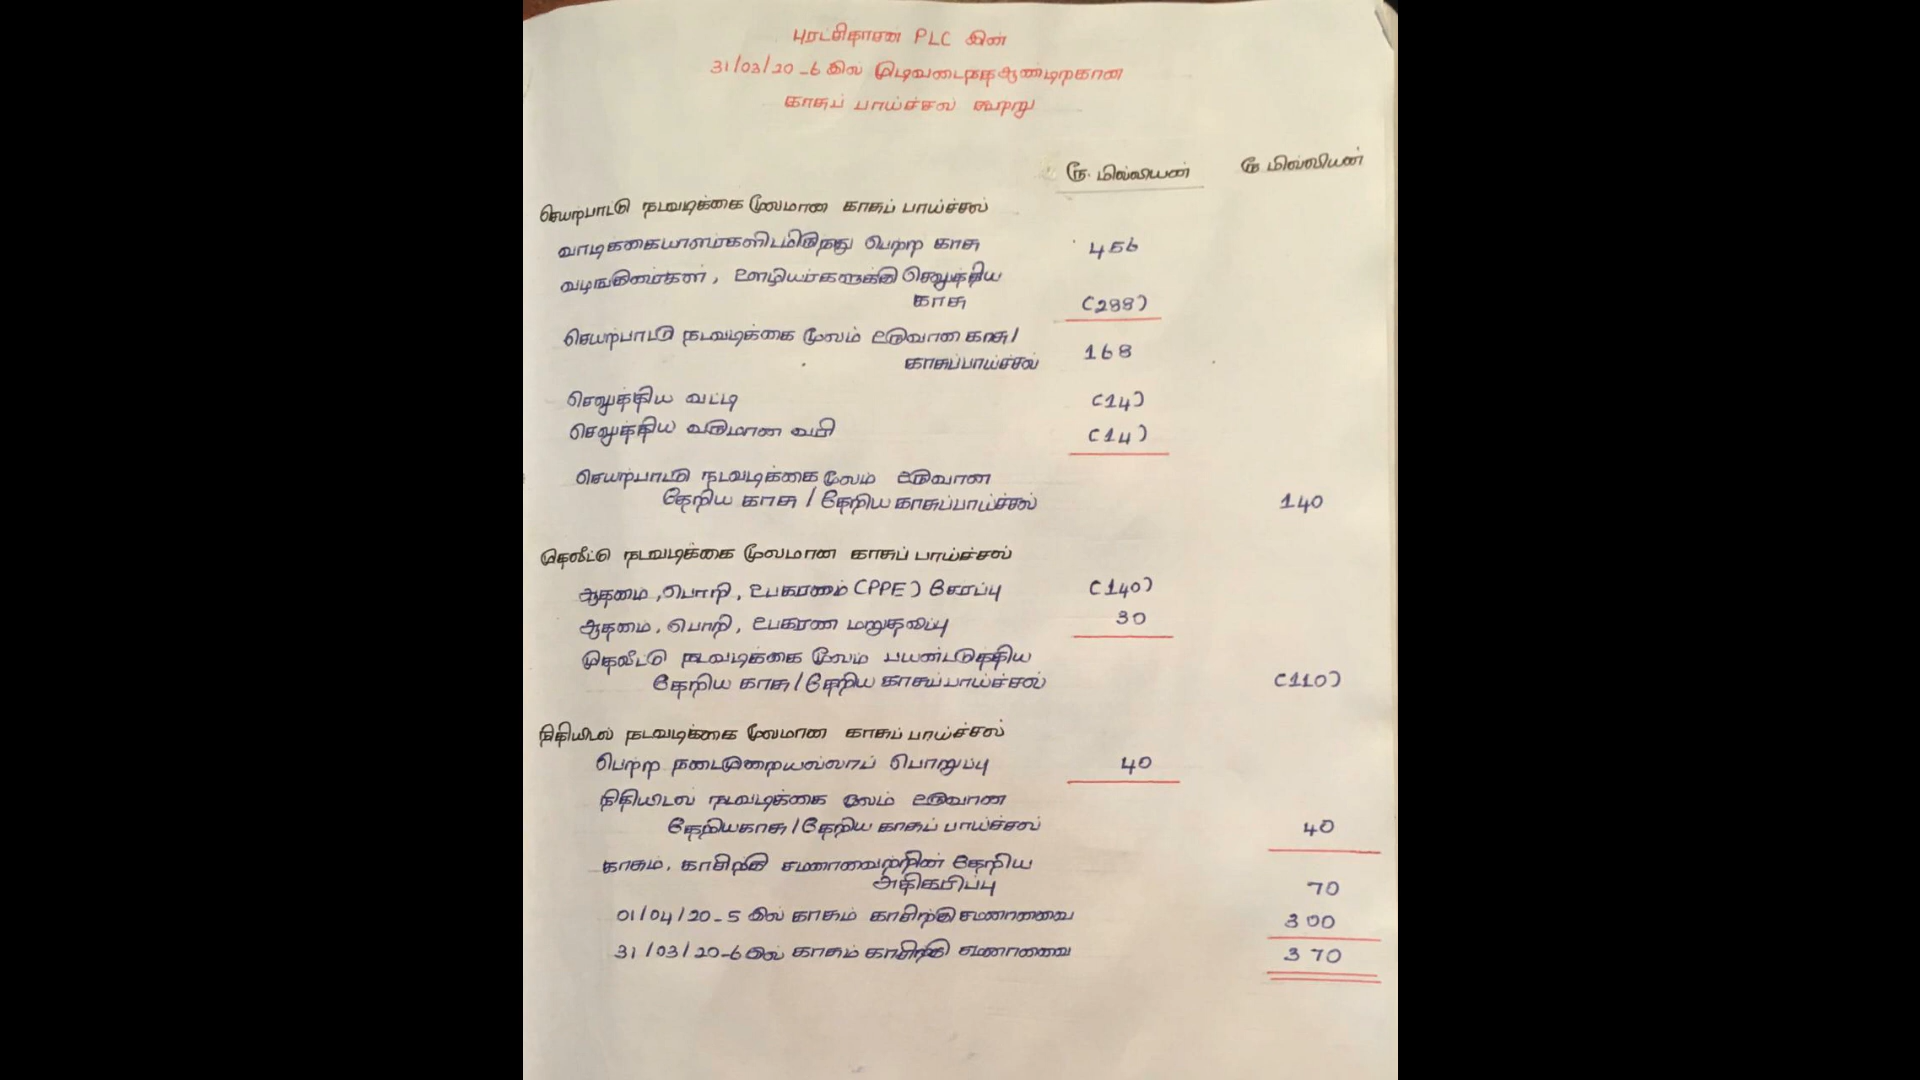 புரட்சிதாசன் PLC இன்
31/03/20-6 இல் முடிவடைந்த ஆண்டிற்கான
காசுப் பாய்ச்சல் கூற்று
ரூ. மில்லியன் ரூ மில்லியன்
செயற்பாட்டு நடவடிக்கை மூலமான காசுப் பாய்ச்சல்
வாடிக்கையாளர்களிடமிருந்து பெற்ற காசு 456
வழங்குனர்கள், ஊழியர்களுக்கு செலுத்திய
காசு (288)
செயற்பாட்டு நடவடிக்கை மூலம் உருவான காசு/
காசுப்பாய்ச்சல் 168
செலுத்திய வட்டி (14)
செலுத்திய வருமான வரி (14)
செயற்பாட்டு நடவடிக்கை மூலம் உருவான
தேறிய காசு / தேறிய காசுப்பாய்ச்சல் 140
முதலீட்டு நடவடிக்கை மூலமான காசுப் பாய்ச்சல்
ஆதனம், பொறி, உபகரணம் (PPE) சேர்ப்பு (140)
ஆதனம், பொறி, உபகரண மறுதலிப்பு 30
முதலீட்டு நடவடிக்கை மூலம் பயன்படுத்திய
தேறிய காசு / தேறிய காசுப்பாய்ச்சல் (110)
நிதியிடல் நடவடிக்கை மூலமான காசுப் பாய்ச்சல்
பெற்ற நடைமுறையல்லாப் பொறுப்பு 40
நிதியிடல் நடவடிக்கை மூலம் உருவான
தேறியகாசு / தேறிய காசுப் பாய்ச்சல் 40
காசும், காசிற்கு சமனானவற்றின் தேறிய
அதிகரிப்பு 70
01/04/20-5 இல் காசும் காசிற்கு சமனானவை 300
31/03/20-6 இல் காசும் காசிற்கு சமனானவை 370